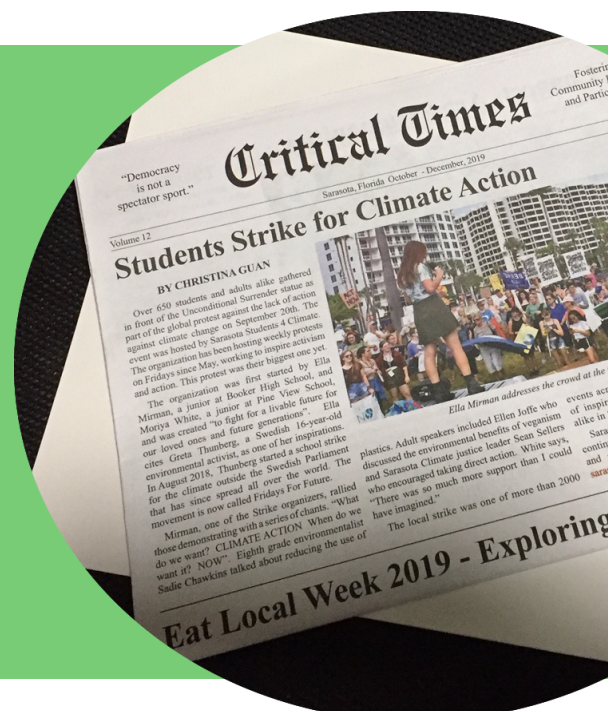 "Democracy
is not a
spectator sport."
Critical Times
Fosterin
Community
and Partic
Volume 12
Sarasota, Florida October - December, 2019
Students Strike for Climate Action
BY CHRISTINA GUAN
Over 650 students and adults alike gathered
in front of the Unconditional Surrender statue as
part of the global protest against the lack of action
against climate change on September 20th. The
event was hosted by Sarasota Students 4 Climate.
The organization has been hosting weekly protests
on Fridays since May, working to inspire activism
and action. This protest was their biggest one yet.
The organization was first started by Ella
Mirman, a junior at Booker High School, and
Moriya White, a junior at Pine View School,
and was created "to fight for a livable future for
our loved ones and future generations". Ella
cites Greta Thunberg, a Swedish 16-year-old
environmental activist, as one of her inspirations.
In August 2018, Thunberg started a school strike
for the climate outside the Swedish Parliament
that has since spread all over the world. The
movement is now called Fridays For Future.
Mirman, one of the Strike organizers, rallied
those demonstrating with a series of chants. "What
do we want? CLIMATE ACTION When do we
want it? NOW". Eighth grade environmentalist
Sadie Chawkins talked about reducing the use of
Ella Mirman addresses the crowd at the
plastics. Adult speakers included Ellen Joffe who
discussed the environmental benefits of veganism
and Sarasota Climate justice leader Sean Sellers
who encouraged taking direct action. White says,
"There was so much more support than I could
have imagined."
The local strike was one of more than 2000
events acr
of inspir
alike in
Sara
contin
and
saras
Eat Local Week 2019 - Exploring